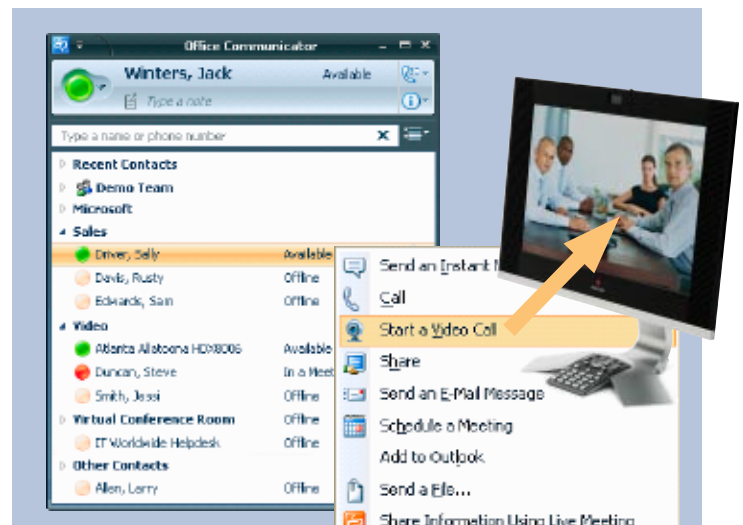 Office Communicator
Winters, Jack Available
Type a note
Type a name or phone number
Recent Contacts
Demo Team
Microsoft
Sales
Driver, Sally Available
Davis, Rusty Offline
Edwards, Sam Offline
Video
Atlanta Allatoona HDX8006 Available
Duncan, Steve In a Meet
Smith, Jessi Offline
Virtual Conference Room Offline
IT Worldwide Helpdesk Offline
Other Contacts
Allen, Larry Offline
Send an Instant
Call
Start a Video Call
Share
Send an E-Mail Message
Schedule a Meeting
Add to Outlook
Send a File...
Share Information Using Live Meeting